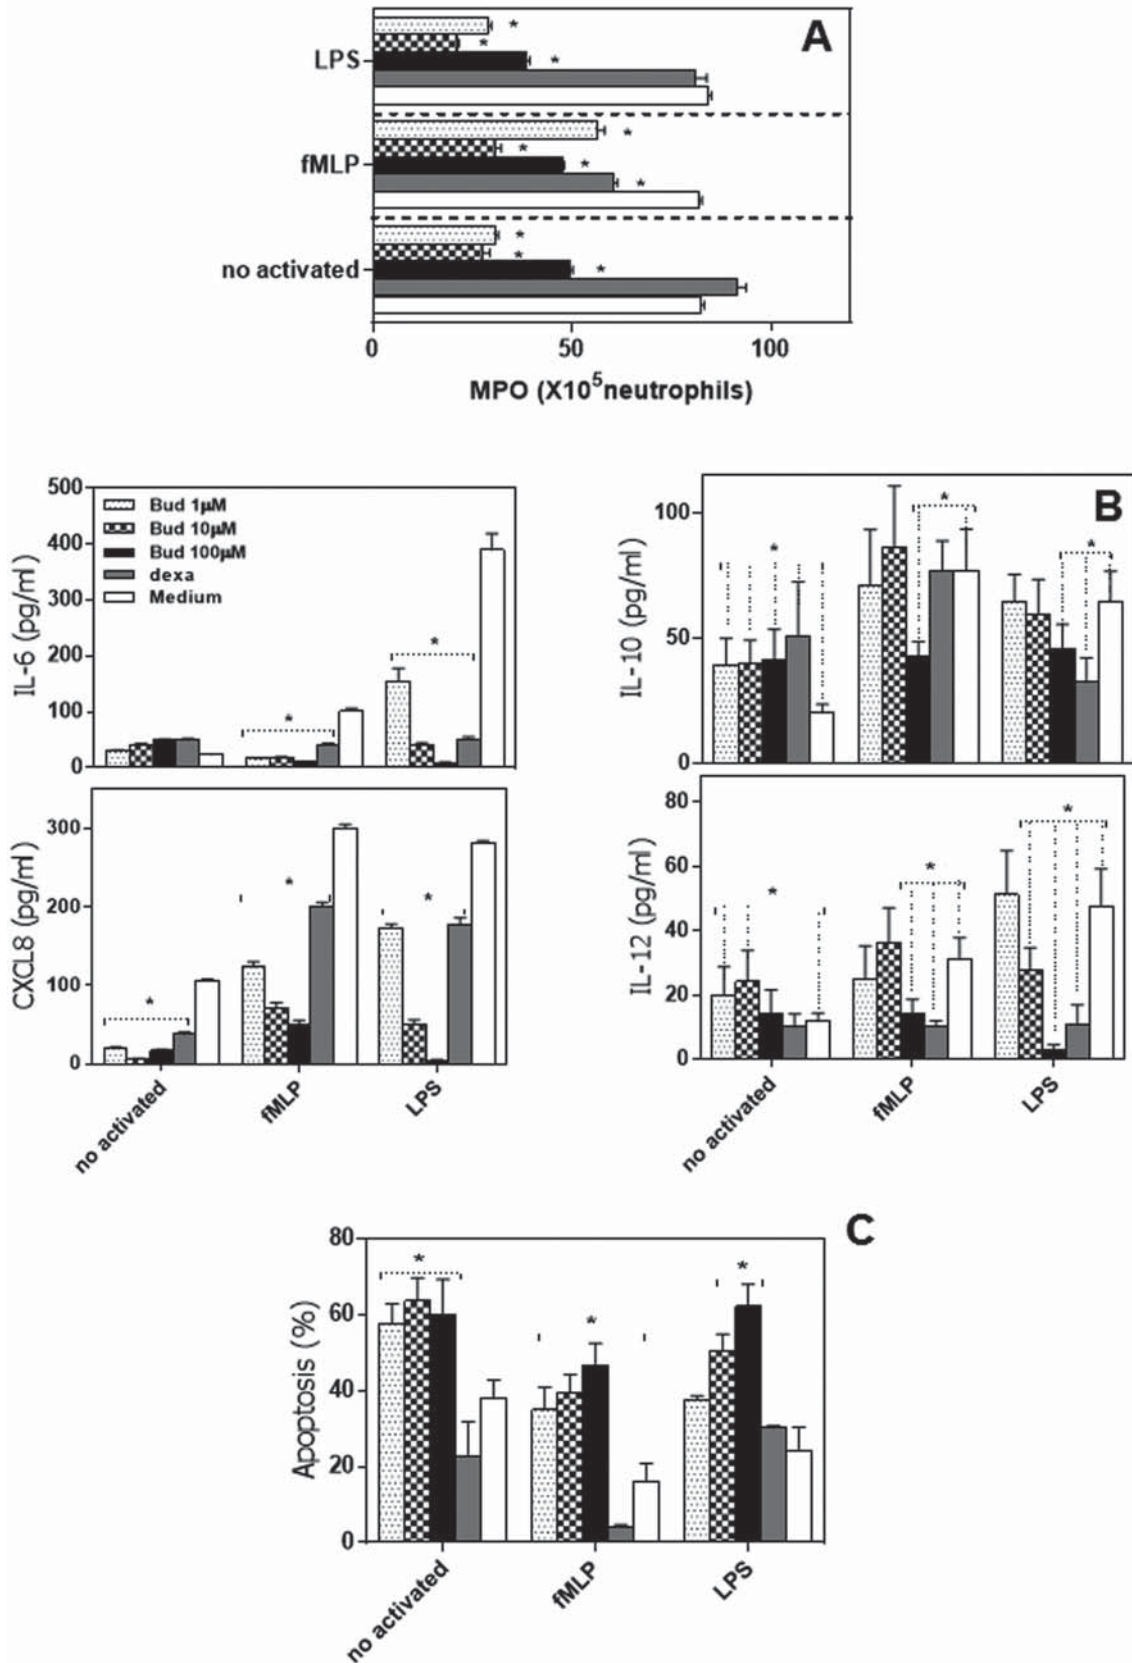 A
LPS
*
*
*
fMLP
*
*
*
*
no activated
*
*
*
0 50 100
MPO (X10⁵neutrophils)
500
400
300
200
100
0
IL-6 (pg/ml)
Bud 1µM
Bud 10µM
Bud 100µM
dexa
Medium
*
*
B
100
50
0
IL-10 (pg/ml)
*
*
*
300
200
100
0
CXCL8 (pg/ml)
*
*
*
no activated fMLP LPS
80
60
40
20
0
IL-12 (pg/ml)
*
*
*
no activated fMLP LPS
C
80
60
40
20
0
Apoptosis (%)
*
*
*
no activated fMLP LPS